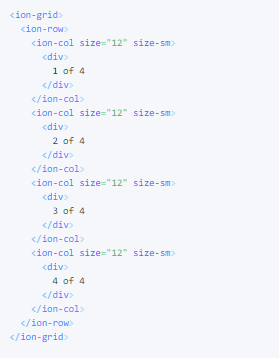 <ion-grid>
  <ion-row>
    <ion-col size="12" size-sm>
      <div>
        1 of 4
      </div>
    </ion-col>
    <ion-col size="12" size-sm>
      <div>
        2 of 4
      </div>
    </ion-col>
    <ion-col size="12" size-sm>
      <div>
        3 of 4
      </div>
    </ion-col>
    <ion-col size="12" size-sm>
      <div>
        4 of 4
      </div>
    </ion-col>
  </ion-row>
</ion-grid>